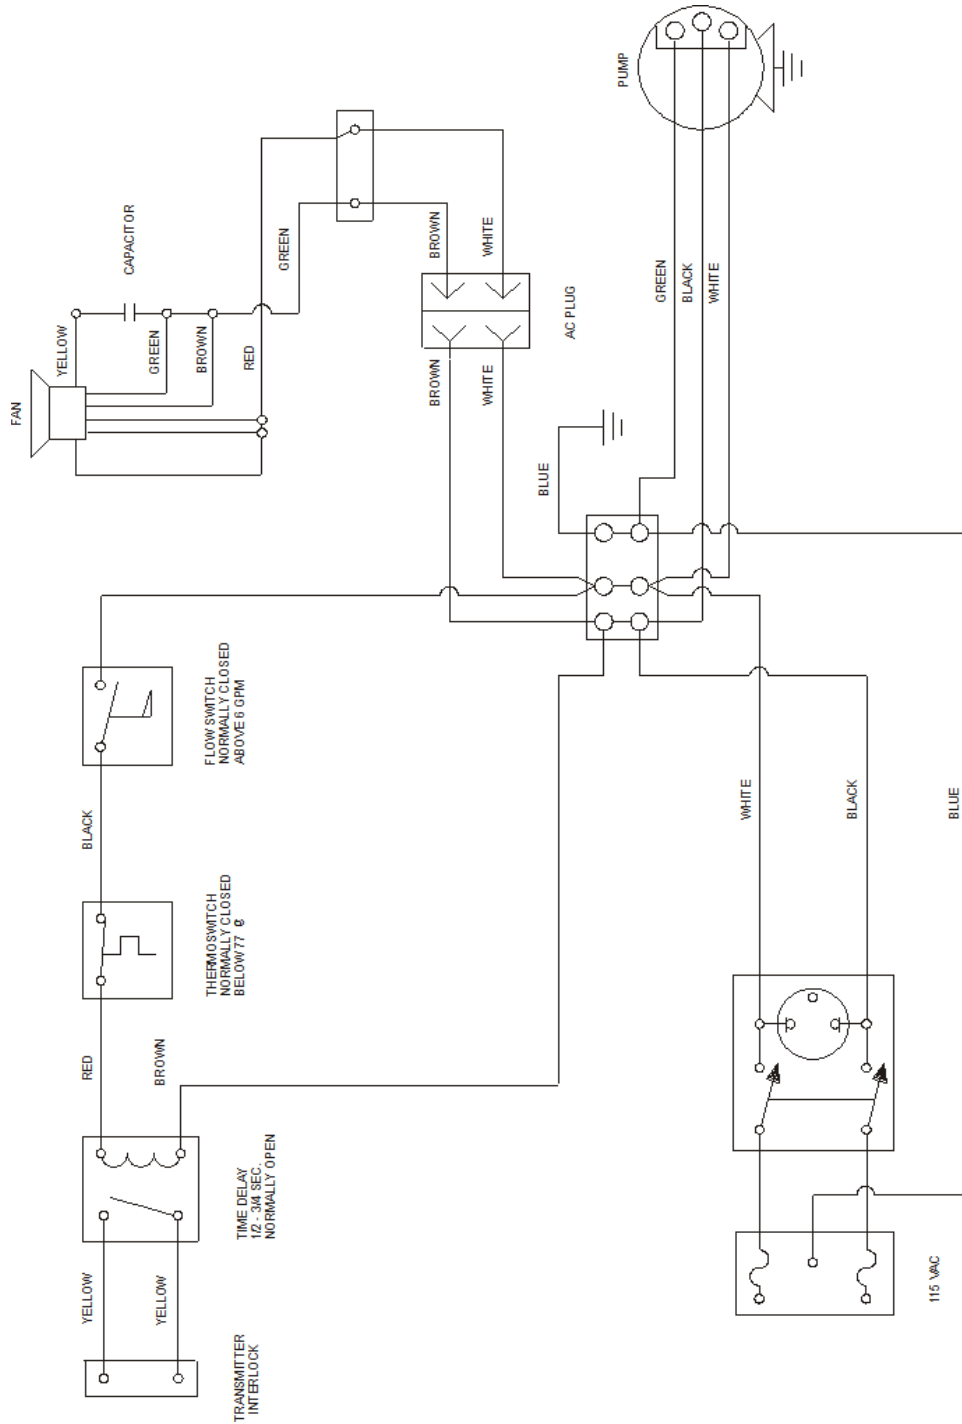 FAN
YELLOW
CAPACITOR
GREEN
BROWN
RED
GREEN
BROWN
WHITE
AC PLUG
BROWN
WHITE
PUMP
GREEN
BLACK
WHITE
BLUE
FLOW SWITCH
NORMALLY CLOSED
ABOVE 6 GPM
BLACK
THERMOSWITCH
NORMALLY CLOSED
BELOW 77
RED
BROWN
TIME DELAY
1/2 - 3/4 SEC.
NORMALLY OPEN
YELLOW
YELLOW
TRANSMITTER
INTERLOCK
WHITE
BLACK
BLUE
115 VAC